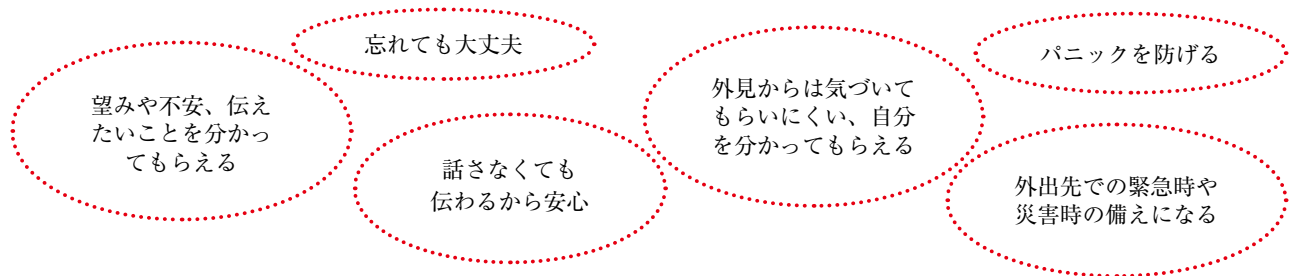 忘れても大丈夫
望みや不安、伝え
たいことを分かっ
てもらえる
話さなくても
伝わるから安心
外見からは気づいて
もらいにくい、自分
を分かってもらえる
パニックを防げる
外出先での緊急時や
災害時の備えになる